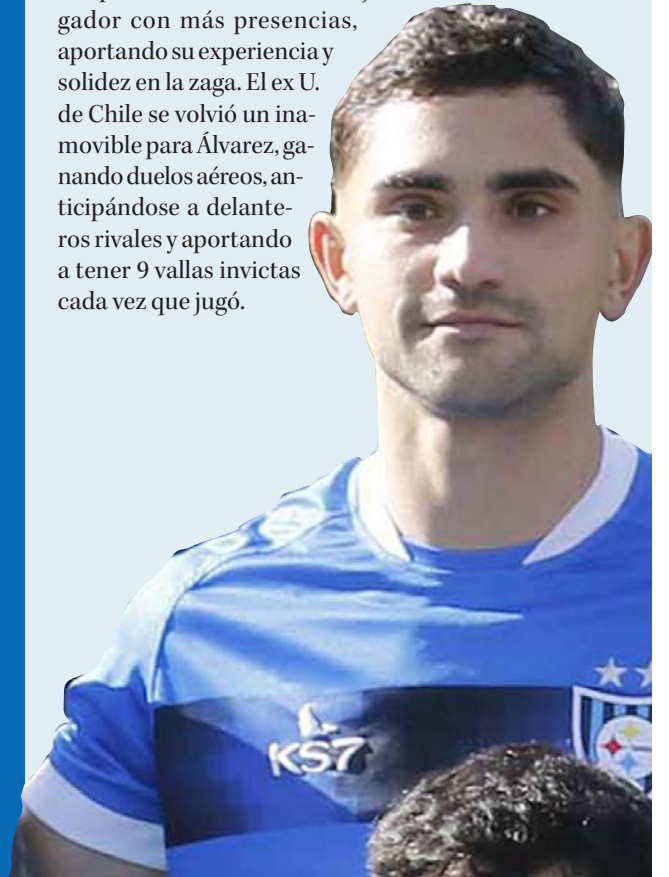 gador con más presencias,
aportando su experiencia y
solidez en la zaga. El ex U.
de Chile se volvió un ina-
movible para Álvarez, ga-
nando duelos aéreos, an-
ticipándose a delante-
ros rivales y aportando
a tener 9 vallas invictas
cada vez que jugó.
KS7